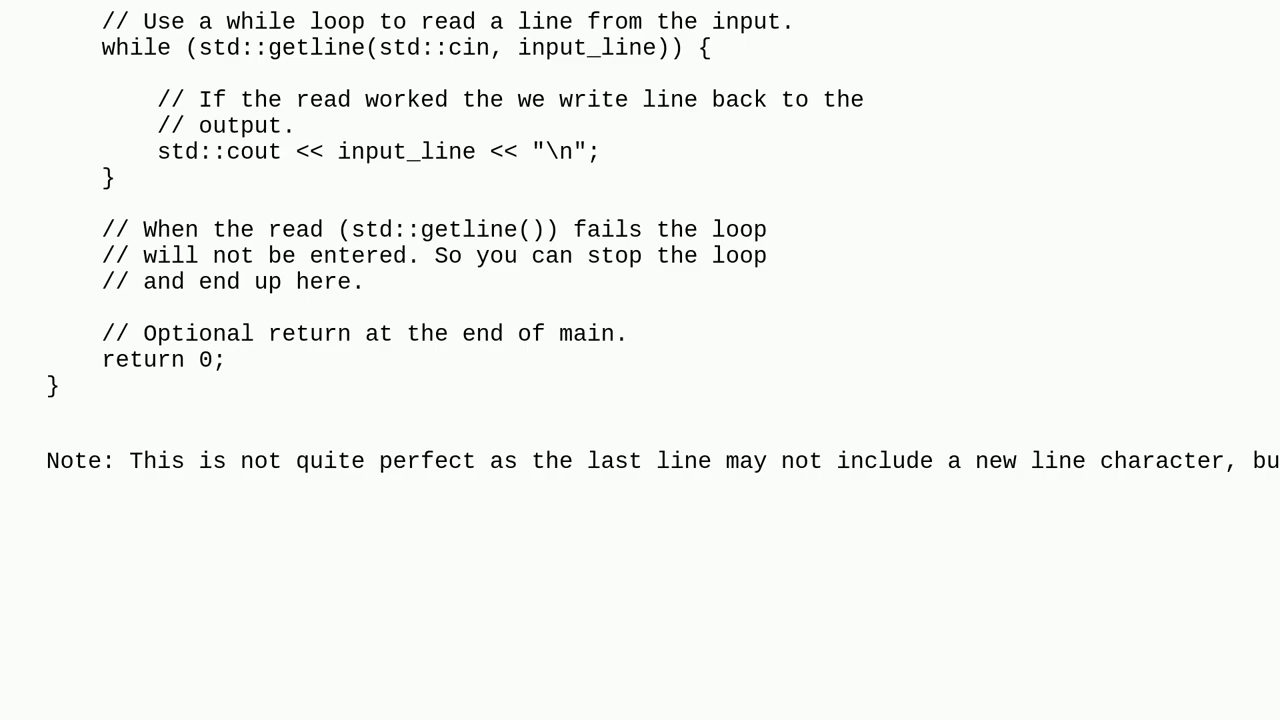 // Use a while loop to read a line from the input.
while (std::getline(std::cin, input_line)) {
// If the read worked the we write line back to the
// output.
std::cout << input_line << "\n";
}
// When the read (std::getline()) fails the loop
// will not be entered. So you can stop the loop
// and end up here.
// Optional return at the end of main.
return 0;
}
Note: This is not quite perfect as the last line may not include a new line character,